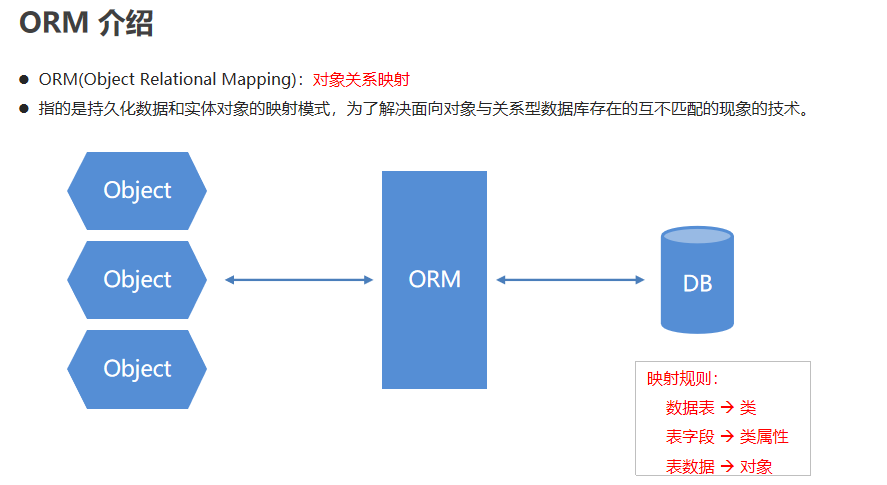 ORM 介绍
ORM(Object Relational Mapping)：对象关系映射
指的是持久化数据和实体对象的映射模式，为了解决面向对象与关系型数据库存在的互不匹配的现象的技术。
Object
Object
Object
ORM
DB
映射规则：
数据表 → 类
表字段 → 类属性
表数据 → 对象